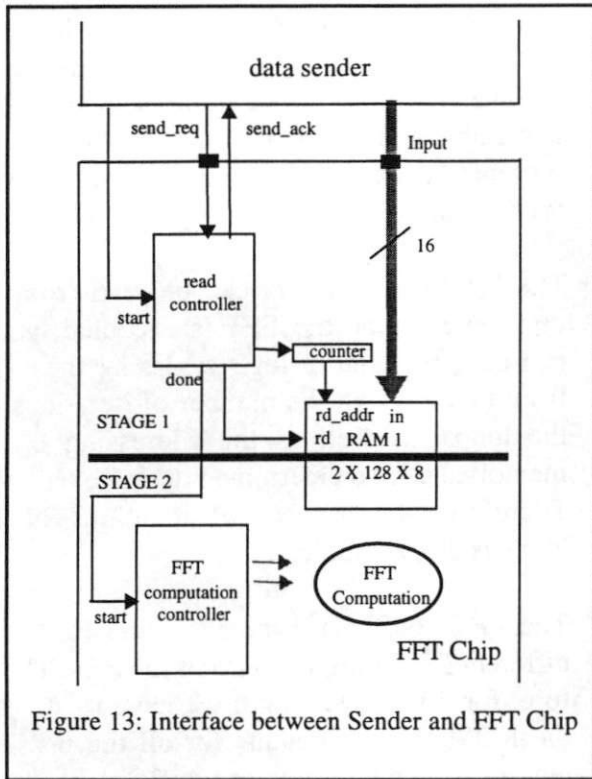 data sender
send_req
send_ack
Input
16
read
controller
start
counter
done
rd_addr in
STAGE 1
rd RAM 1
2 X 128 X 8
STAGE 2
FFT
computation
controller
FFT
Computation
start
FFT Chip
Figure 13: Interface between Sender and FFT Chip